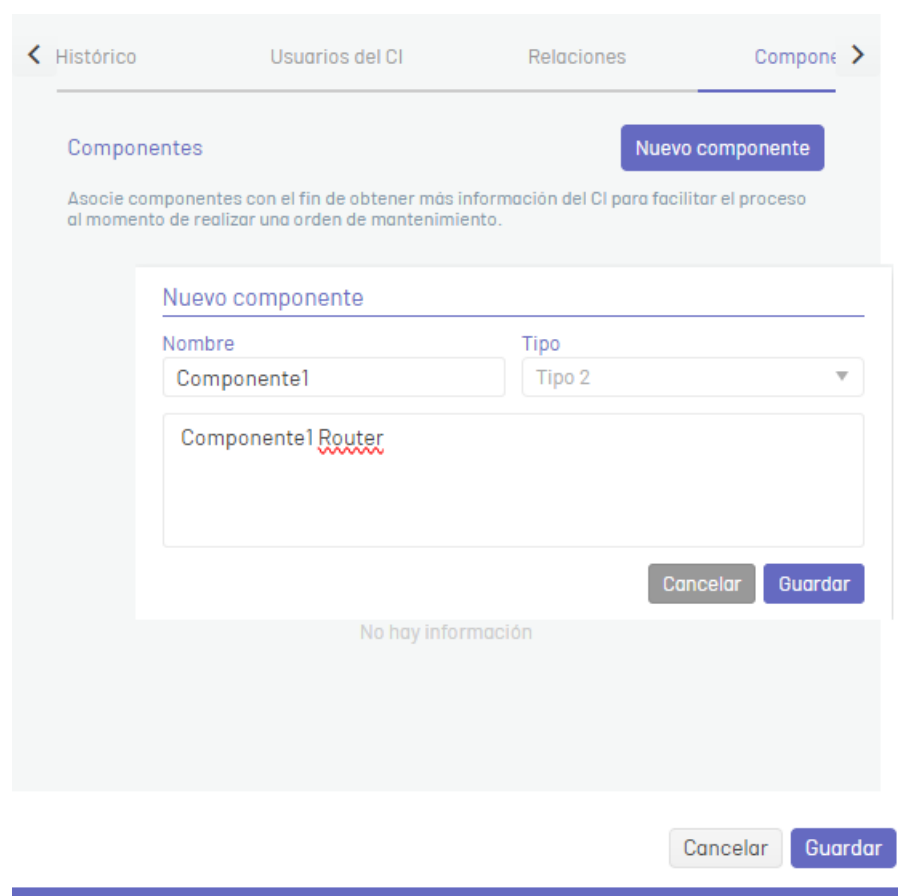 Histórico Usuarios del CI Relaciones Compone
Componentes Nuevo componente
Asocie componentes con el fin de obtener más información del CI para facilitar el proceso
al momento de realizar una orden de mantenimiento.
Nuevo componente
Nombre Tipo
Componente1 Tipo 2
Componente1 Router
Cancelar Guardar
No hay información
Cancelar Guardar